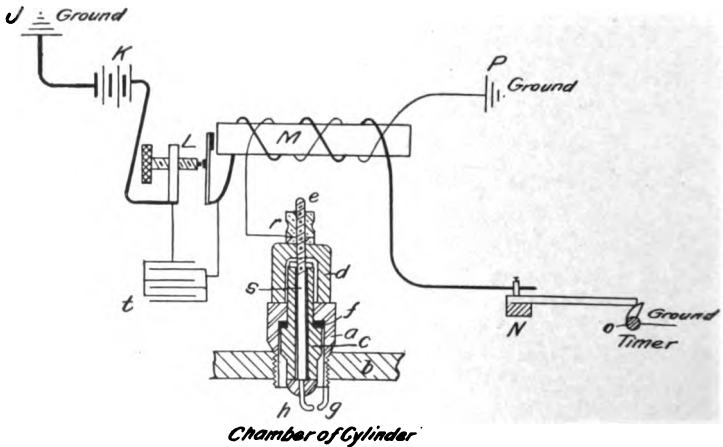 J Ground
K
P
Ground
L
M
e
r
d
s
t
f
a
c
b
N
O
Ground
Timer
h
g
Chamber of Cylinder